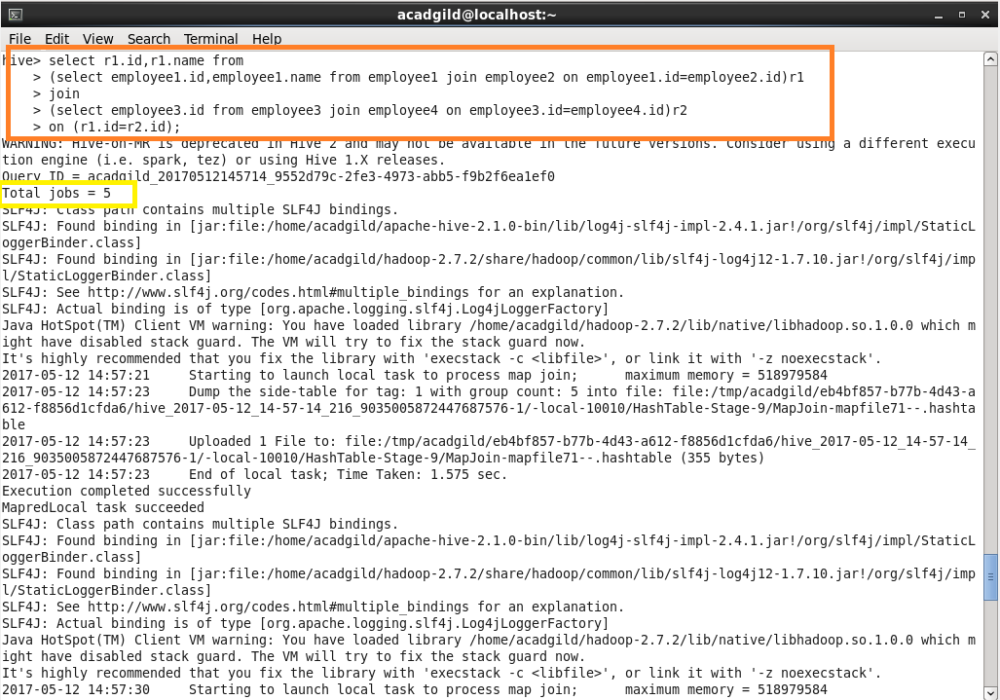 acadgild@localhost:~
File Edit View Search Terminal Help
hive> select r1.id,r1.name from
    > (select employee1.id,employee1.name from employee1 join employee2 on employee1.id=employee2.id)r1
    > join
    > (select employee3.id from employee3 join employee4 on employee3.id=employee4.id)r2
    > on (r1.id=r2.id);
WARNING: Hive-on-MR is deprecated in Hive 2 and may not be available in the future versions. Consider using a different execu
tion engine (i.e. spark, tez) or using Hive 1.X releases.
Query ID = acadgild_20170512145714_9552d79c-2fe3-4973-abb5-f9b2f6ea1ef0
Total jobs = 5
SLF4J: Class path contains multiple SLF4J bindings.
SLF4J: Found binding in [jar:file:/home/acadgild/apache-hive-2.1.0-bin/lib/log4j-slf4j-impl-2.4.1.jar!/org/slf4j/impl/StaticL
oggerBinder.class]
SLF4J: Found binding in [jar:file:/home/acadgild/hadoop-2.7.2/share/hadoop/common/lib/slf4j-log4j12-1.7.10.jar!/org/slf4j/imp
l/StaticLoggerBinder.class]
SLF4J: See http://www.slf4j.org/codes.html#multiple_bindings for an explanation.
SLF4J: Actual binding is of type [org.apache.logging.slf4j.Log4jLoggerFactory]
Java HotSpot(TM) Client VM warning: You have loaded library /home/acadgild/hadoop-2.7.2/lib/native/libhadoop.so.1.0.0 which m
ight have disabled stack guard. The VM will try to fix the stack guard now.
It's highly recommended that you fix the library with 'execstack -c <libfile>', or link it with '-z noexecstack'.
2017-05-12 14:57:21     Starting to launch local task to process map join;      maximum memory = 518979584
2017-05-12 14:57:23     Dump the side-table for tag: 1 with group count: 5 into file: file:/tmp/acadgild/eb4bf857-b77b-4d43-a
612-f8856d1cfda6/hive_2017-05-12_14-57-14_216_9035005872447687576-1/-local-10010/HashTable-Stage-9/MapJoin-mapfile71--.hashta
ble
2017-05-12 14:57:23     Uploaded 1 File to: file:/tmp/acadgild/eb4bf857-b77b-4d43-a612-f8856d1cfda6/hive_2017-05-12_14-57-14_
216_9035005872447687576-1/-local-10010/HashTable-Stage-9/MapJoin-mapfile71--.hashtable (355 bytes)
2017-05-12 14:57:23     End of local task; Time Taken: 1.575 sec.
Execution completed successfully
MapredLocal task succeeded
SLF4J: Class path contains multiple SLF4J bindings.
SLF4J: Found binding in [jar:file:/home/acadgild/apache-hive-2.1.0-bin/lib/log4j-slf4j-impl-2.4.1.jar!/org/slf4j/impl/StaticL
oggerBinder.class]
SLF4J: Found binding in [jar:file:/home/acadgild/hadoop-2.7.2/share/hadoop/common/lib/slf4j-log4j12-1.7.10.jar!/org/slf4j/imp
l/StaticLoggerBinder.class]
SLF4J: See http://www.slf4j.org/codes.html#multiple_bindings for an explanation.
SLF4J: Actual binding is of type [org.apache.logging.slf4j.Log4jLoggerFactory]
Java HotSpot(TM) Client VM warning: You have loaded library /home/acadgild/hadoop-2.7.2/lib/native/libhadoop.so.1.0.0 which m
ight have disabled stack guard. The VM will try to fix the stack guard now.
It's highly recommended that you fix the library with 'execstack -c <libfile>', or link it with '-z noexecstack'.
2017-05-12 14:57:30     Starting to launch local task to process map join;      maximum memory = 518979584